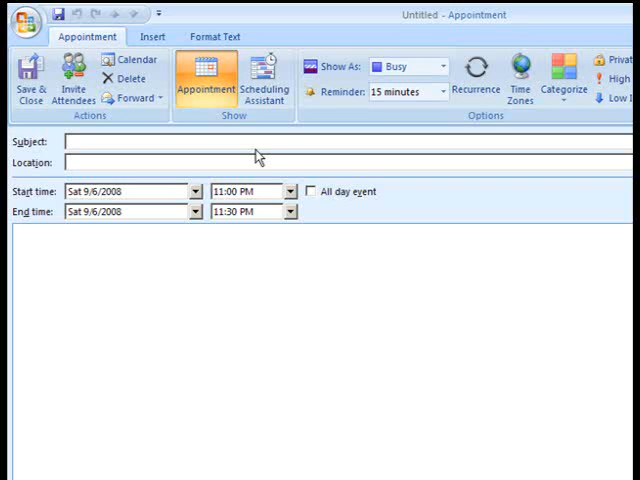 Untitled - Appointment
Appointment Insert Format Text
Save & Close
Invite Attendees
Calendar
Delete
Forward
Actions
Appointment
Scheduling Assistant
Show
Show As: Busy
Reminder: 15 minutes
Recurrence
Time Zones
Categorize
Options
High
Subject:
Location:
Start time: Sat 9/6/2008 11:00 PM All day event
End time: Sat 9/6/2008 11:30 PM